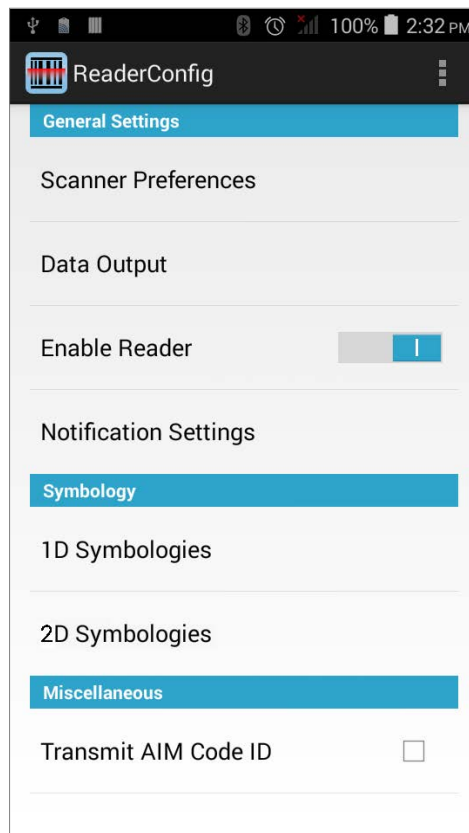 100% 2:32 PM
ReaderConfig
General Settings
Scanner Preferences
Data Output
Enable Reader
Notification Settings
Symbology
1D Symbologies
2D Symbologies
Miscellaneous
Transmit AIM Code ID